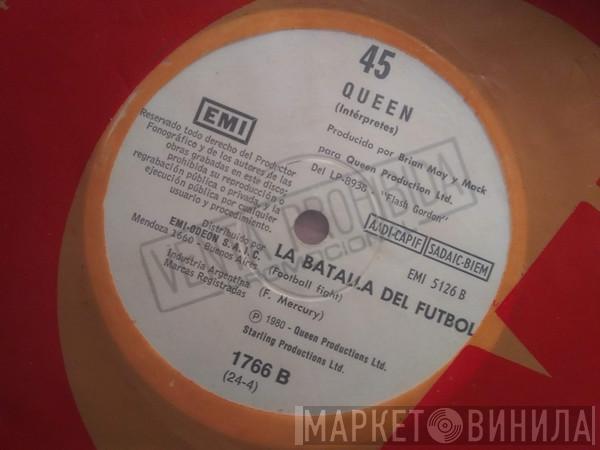 45
QUEEN
(Intérpretes)
Producido por Brian May y Mack
para Queen Production Ltd.
Del LP-8938 - "Flash Gordon"
EMI
Reservado todo derecho del Productor
Fonográfico y de los autores de las
obras grabadas en este disco;
prohibida su reproducción o
regrabación pública o privada, y la
ejecución pública por cualquier
usuario y procedimiento.
VENTA PROHIBIDA
PROMOCION
AADI-CAPIF
SADAIC-BIEM
EMI 5126 B
Distribuido por
EMI-ODEON S.A.I.C.
Mendoza 1660 - Buenos Aires
Industria Argentina
Marcas Registradas
LA BATALLA DEL FUTBOL
(Football fight)
(F. Mercury)
℗ 1980 - Queen Productions Ltd.
Starling Productions Ltd.
1766 B
(24-4)
МАРКЕТ ВИНИЛА